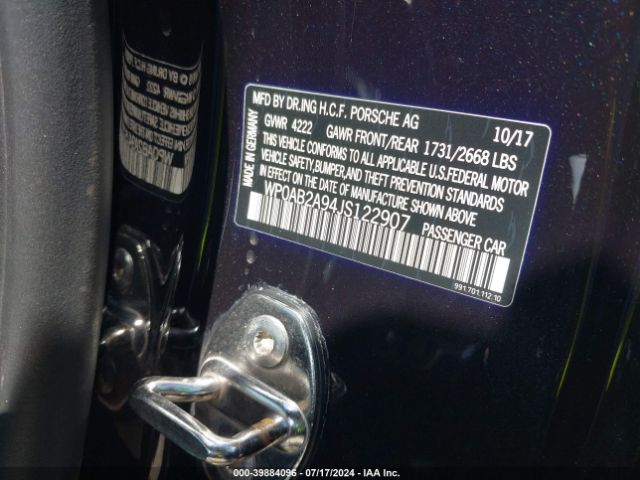 MFD BY DR.ING H.C.F. PORSCHE AG 10/17
GVWR 4222 GAWR FRONT/REAR 1731/2668 LBS
THIS VEHICLE CONFORMS TO ALL APPLICABLE U.S.FEDERAL MOTOR
VEHICLE SAFETY,BUMPER,AND THEFT PREVENTION STANDARDS
IN EFFECT ON THE DATE OF MANUFACTURE SHOWN ABOVE.
WP0AB2A94JS122907 PASSENGER CAR
MADE IN GERMANY
991.701.112.10
000-39884096 - 07/17/2024 - IAA Inc.